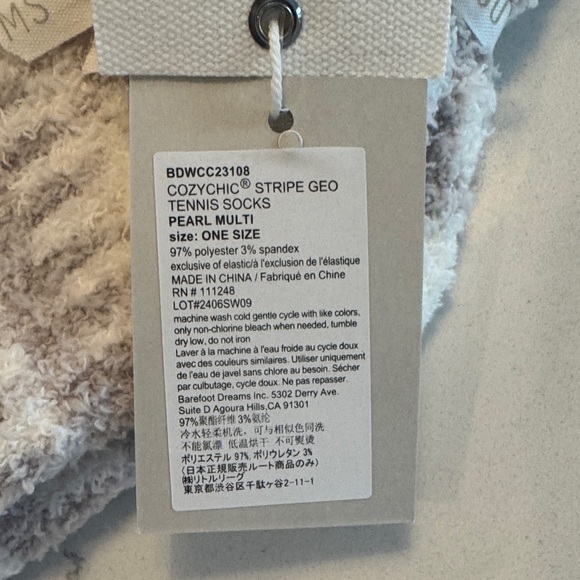 MS
BDWCC23108
COZYCHIC® STRIPE GEO
TENNIS SOCKS
PEARL MULTI
size: ONE SIZE
97% polyester 3% spandex
exclusive of elastic/à l'exclusion de l'élastique
MADE IN CHINA / Fabriqué en Chine
RN # 111248
LOT#2406SW09
machine wash cold gentle cycle with like colors,
only non-chlorine bleach when needed, tumble
dry low, do not iron
Laver à la machine à l'eau froide au cycle doux
avec des couleurs similaires. Utiliser uniquement
de l'eau de javel sans chlore au besoin. Sécher
par culbutage, cycle doux. Ne pas repasser.
Barefoot Dreams Inc. 5302 Derry Ave.
Suite D Agoura Hills,CA 91301
97%聚酯纤维 3%氨纶
冷水轻柔机洗，可与相似色同洗
不能氯漂 低温烘干 不可熨烫
ポリエステル 97%, ポリウレタン 3%
(日本正規販売ルート商品のみ)
㈱リトルリーグ
東京都渋谷区千駄ヶ谷2-11-1